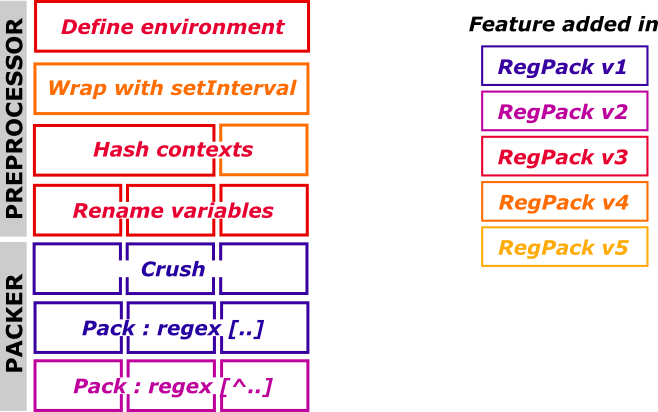 PREPROCESSOR
Define environment
Wrap with setInterval
Hash contexts
Rename variables
PACKER
Crush
Pack : regex [..]
Pack : regex [^..]
Feature added in
RegPack v1
RegPack v2
RegPack v3
RegPack v4
RegPack v5